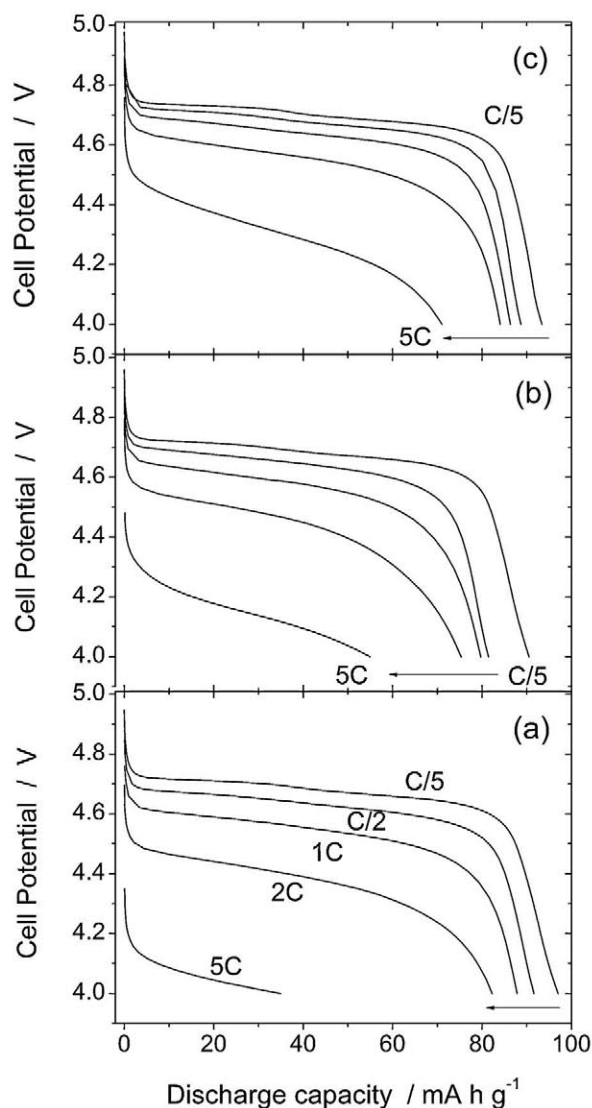 5.0
(c)
4.8
C/5
4.6
4.4
4.2
4.0
5C
Cell Potential / V
5.0
(b)
4.8
4.6
4.4
4.2
4.0
5C
C/5
Cell Potential / V
5.0
(a)
4.8
C/5
4.6
C/2
1C
4.4
2C
4.2
5C
4.0
Cell Potential / V
0 20 40 60 80 100
Discharge capacity / mA h g⁻¹